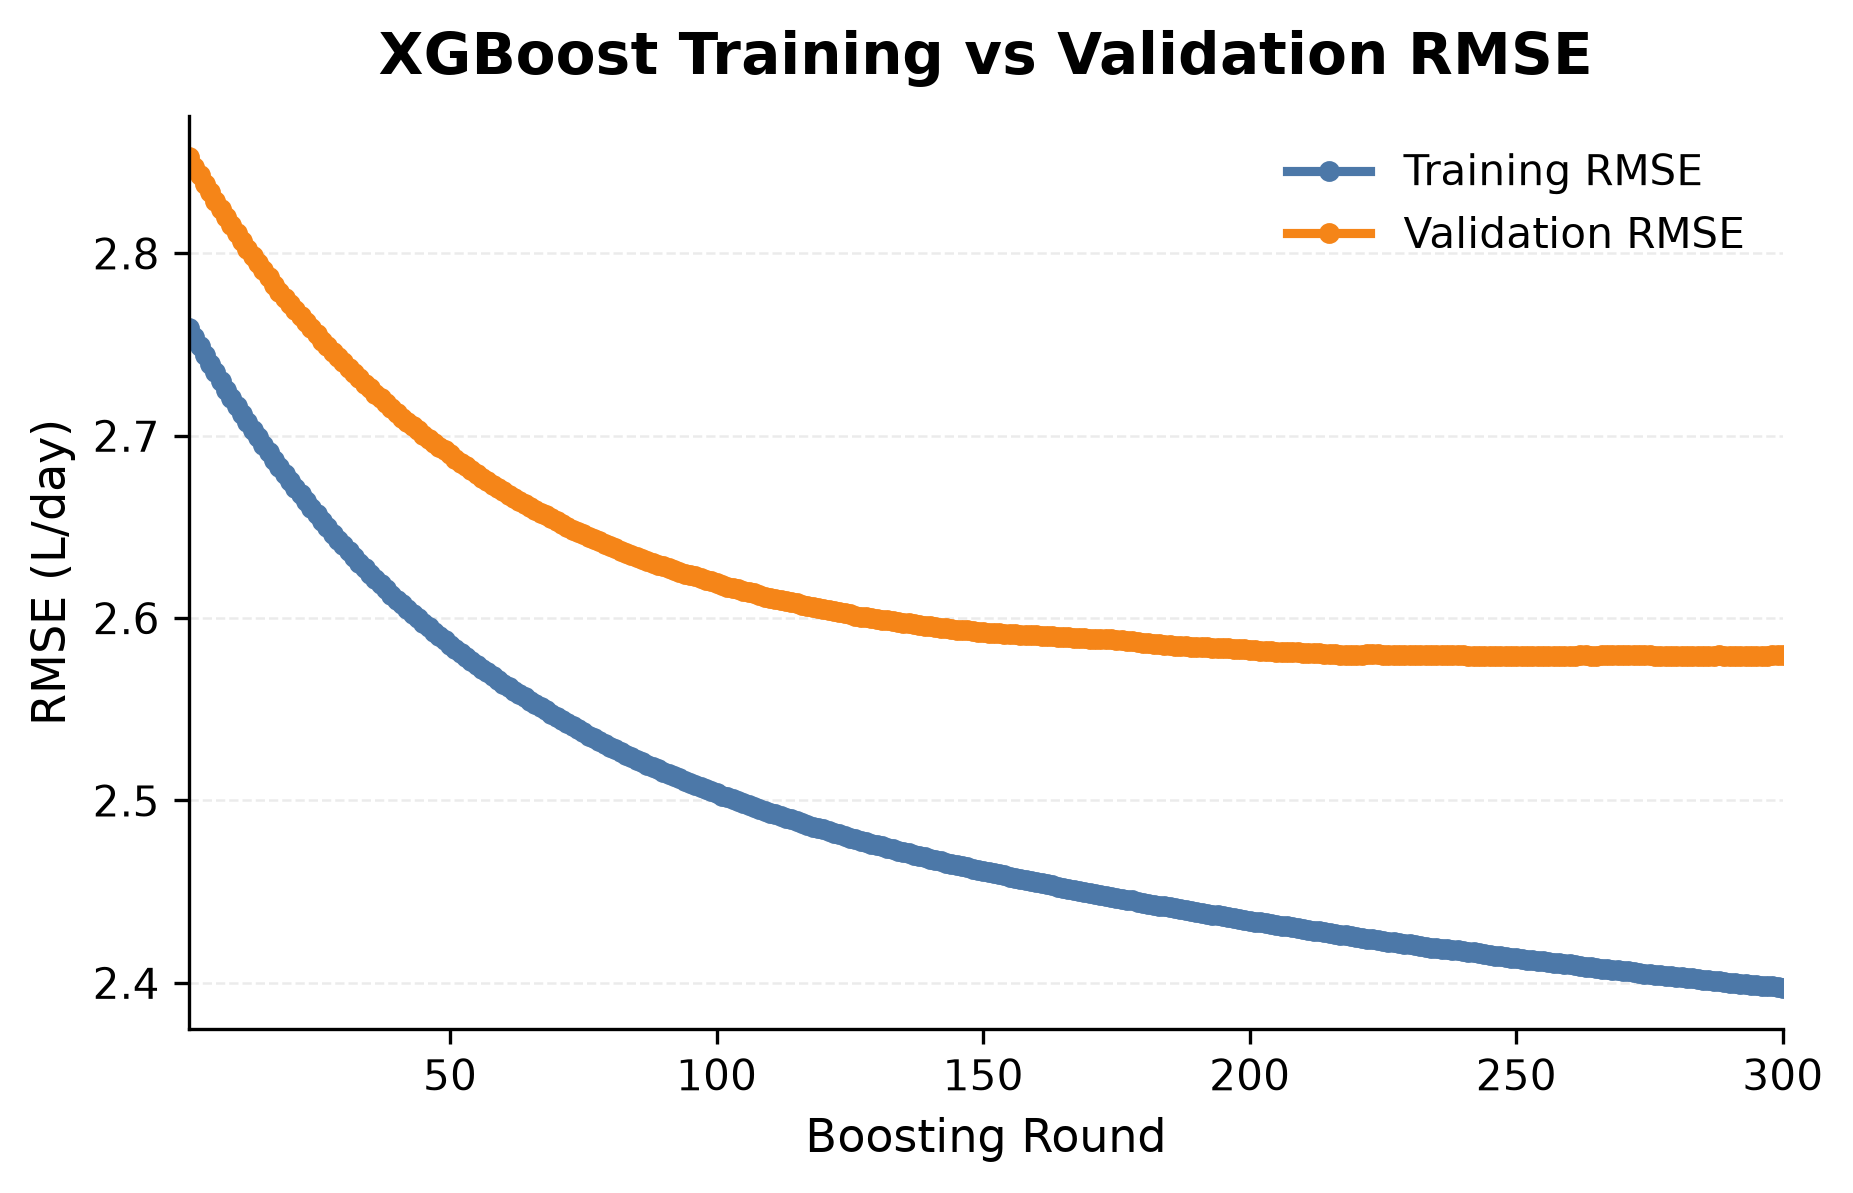 XGBoost Training vs Validation RMSE
Training RMSE
Validation RMSE
RMSE (L/day)
2.8
2.7
2.6
2.5
2.4
50 100 150 200 250 300
Boosting Round